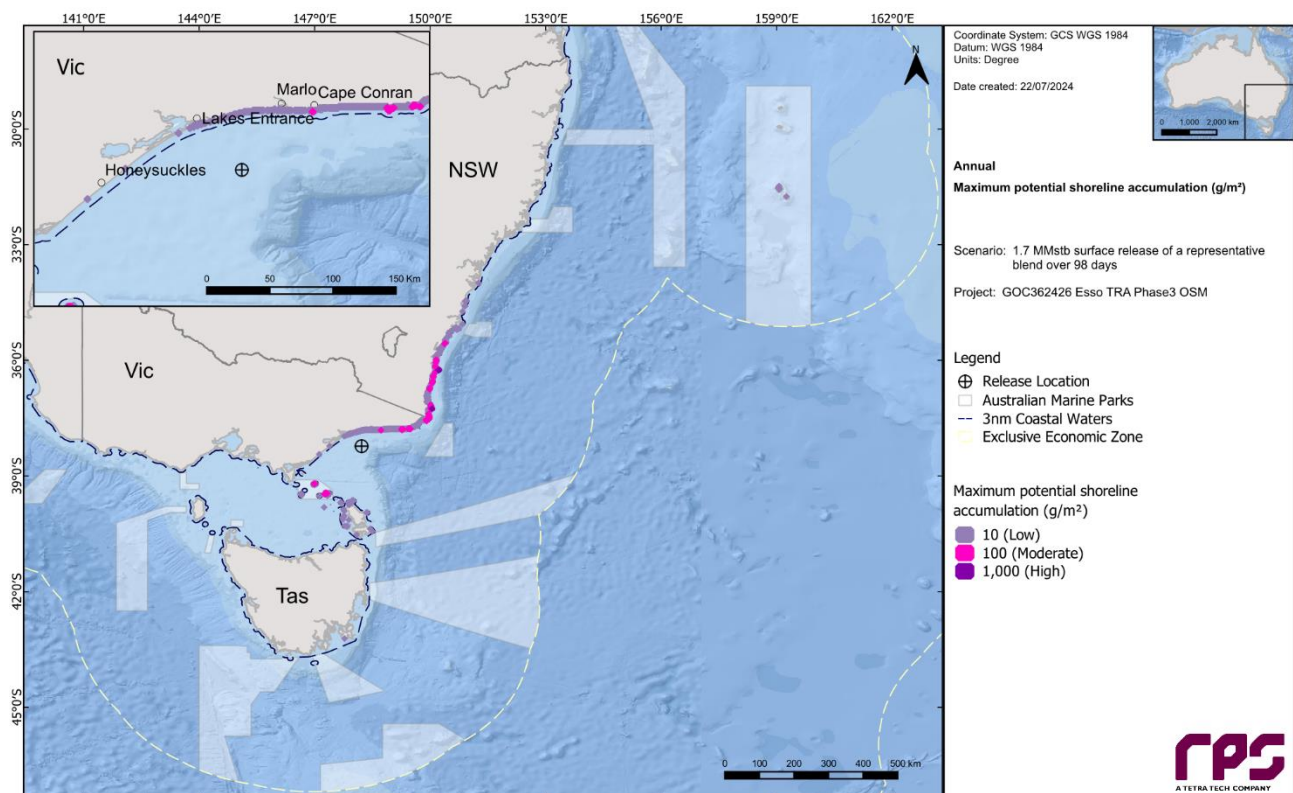 141°0'E 144°0'E 147°0'E 150°0'E 153°0'E 156°0'E 159°0'E 162°0'E
30°0'S
33°0'S
36°0'S
39°0'S
42°0'S
45°0'S
Vic
Marlo
Cape Conran
Lakes Entrance
Honeysuckles
0 50 100 150 Km
NSW
Vic
Tas
N
0 100 200 300 400 500 km
Coordinate System: GCS WGS 1984
Datum: WGS 1984
Units: Degree
Date created: 22/07/2024
0 1,000 2,000 km
Annual
Maximum potential shoreline accumulation (g/m²)
Scenario: 1.7 MMstb surface release of a representative
blend over 98 days
Project: GOC362426 Esso TRA Phase3 OSM
Legend
Release Location
Australian Marine Parks
3nm Coastal Waters
Exclusive Economic Zone
Maximum potential shoreline
accumulation (g/m²)
10 (Low)
100 (Moderate)
1,000 (High)
rps
A TETRA TECH COMPANY